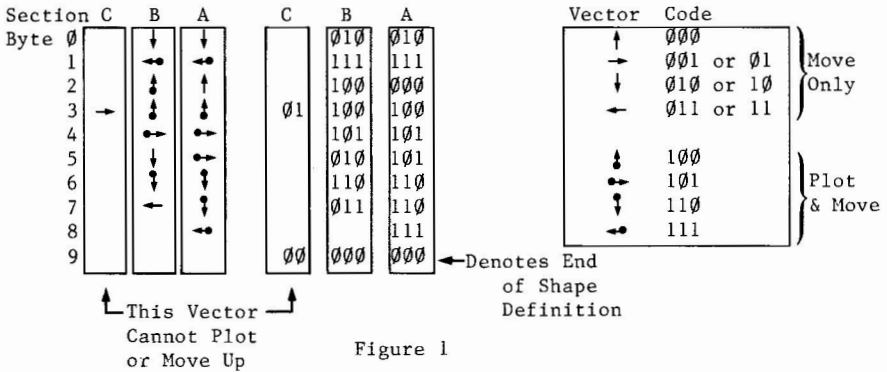 Section C B A C B A Vector Code
Byte Ø Ø1Ø Ø1Ø ØØØ
1 111 111 ØØ1 or Ø1 Move
2 1ØØ ØØØ Ø1Ø or 1Ø Only
3 Ø1 1ØØ 1ØØ Ø11 or 11
4 1Ø1 1Ø1
5 Ø1Ø 1Ø1 1ØØ
6 11Ø 11Ø 1Ø1 Plot
7 Ø11 11Ø 11Ø & Move
8 111 111
9 ØØ ØØØ ØØØ
Denotes End
of Shape
Definition
This Vector
Cannot Plot
or Move Up
Figure 1